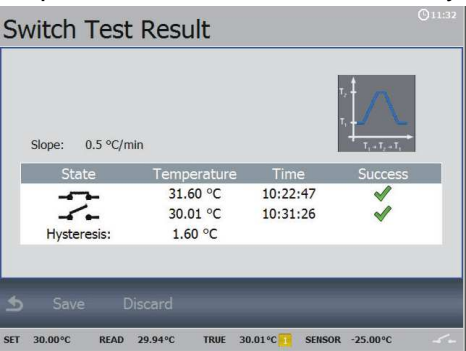 11:32
Switch Test Result
T₂
T₁
T₁ - T₂ - T₁
Slope: 0.5 °C/min
State Temperature Time Success
31.60 °C 10:22:47
30.01 °C 10:31:26
Hysteresis: 1.60 °C
Save Discard
SET 30.00°C READ 29.94°C TRUE 30.01°C 1 SENSOR -25.00°C